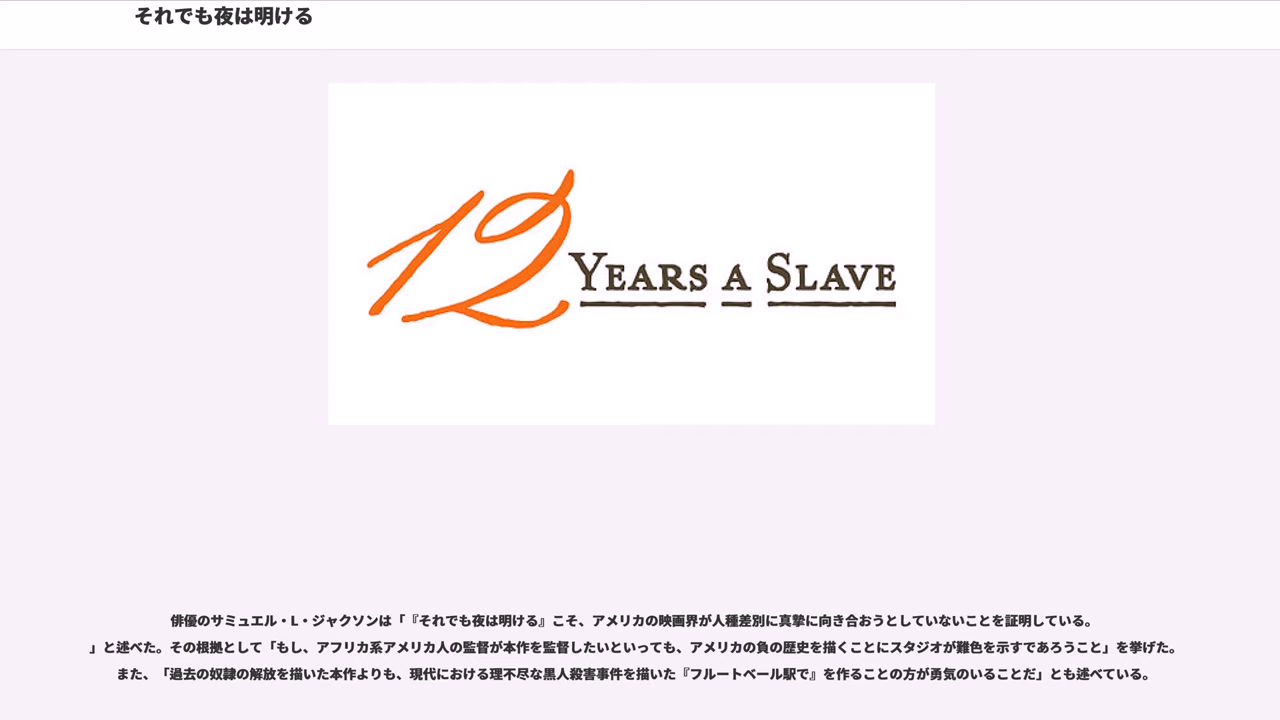 それでも夜は明ける
12 YEARS A SLAVE
俳優のサミュエル・L・ジャクソンは「『それでも夜は明ける』こそ、アメリカの映画界が人種差別に真摯に向き合おうとしていないことを証明している。
」と述べた。その根拠として「もし、アフリカ系アメリカ人の監督が本作を監督したいといっても、アメリカの負の歴史を描くことにスタジオが難色を示すであろうこと」を挙げた。
また、「過去の奴隷の解放を描いた本作よりも、現代における理不尽な黒人殺害事件を描いた『フルートベール駅で』を作ることの方が勇気のいることだ」とも述べている。